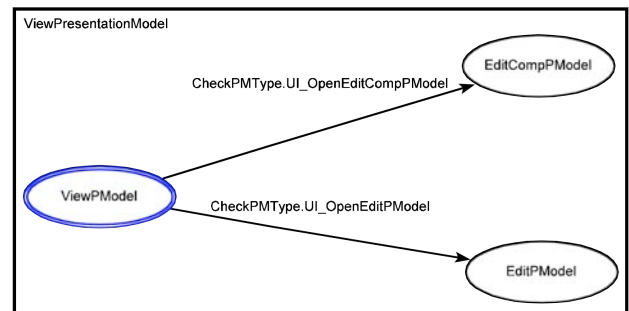 ViewPresentationModel
EditCompPModel
CheckPMType.UI_OpenEditCompPModel
ViewPModel
CheckPMType.UI_OpenEditPModel
EditPModel